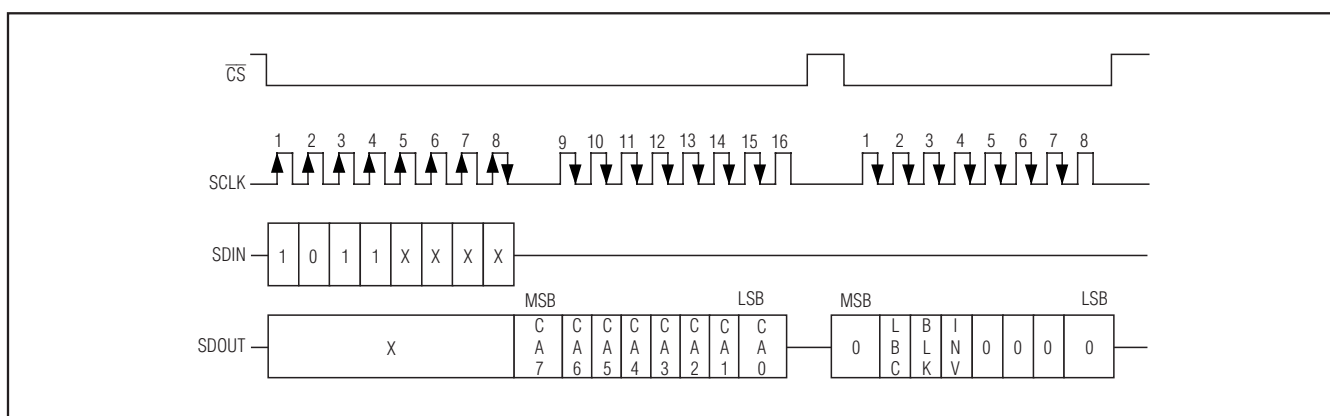 CS
1 2 3 4 5 6 7 8 9 10 11 12 13 14 15 16 1 2 3 4 5 6 7 8
SCLK
SDIN 1 0 1 1 X X X X
MSB LSB MSB LSB
SDOUT X CA7 CA6 CA5 CA4 CA3 CA2 CA1 CA0 0 LBC BLK INV 0 0 0 0